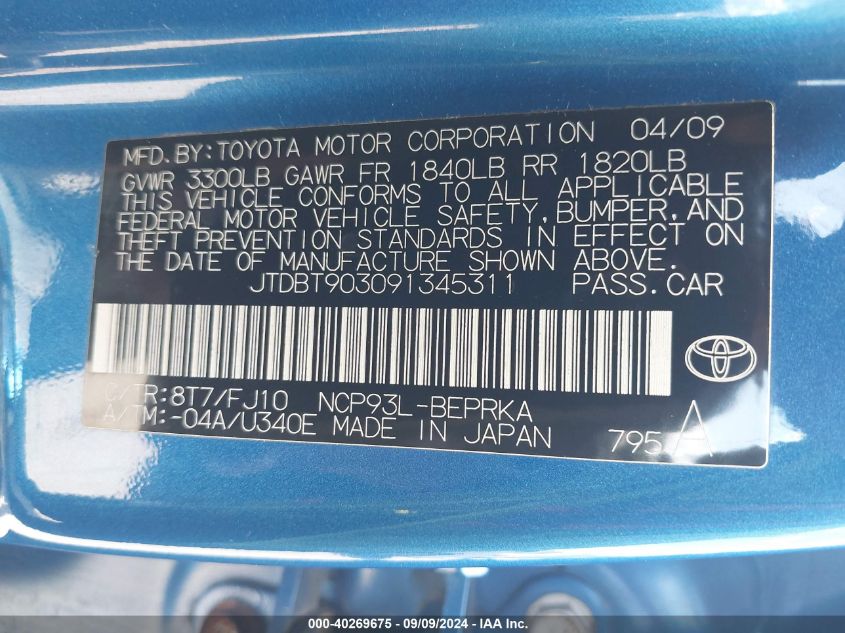 MFD. BY: TOYOTA MOTOR CORPORATION 04/09
GVWR 3300LB GAWR FR 1840LB RR 1820LB
THIS VEHICLE CONFORMS TO ALL APPLICABLE
FEDERAL MOTOR VEHICLE SAFETY, BUMPER, AND
THEFT PREVENTION STANDARDS IN EFFECT ON
THE DATE OF MANUFACTURE SHOWN ABOVE.
JTDBT903091345311 PASS. CAR
C/TR: 8T7/FJ10 NCP93L-BEPRKA
A/TM: -04A/U340E MADE IN JAPAN 795 A
000-40269675 - 09/09/2024 - IAA Inc.